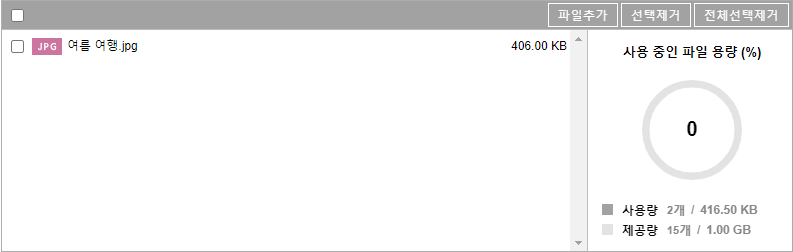 파일추가 선택제거 전체선택제거
JPG 여름 여행.jpg 406.00 KB
사용 중인 파일 용량 (%)
0
사용량 2개 / 416.50 KB
제공량 15개 / 1.00 GB